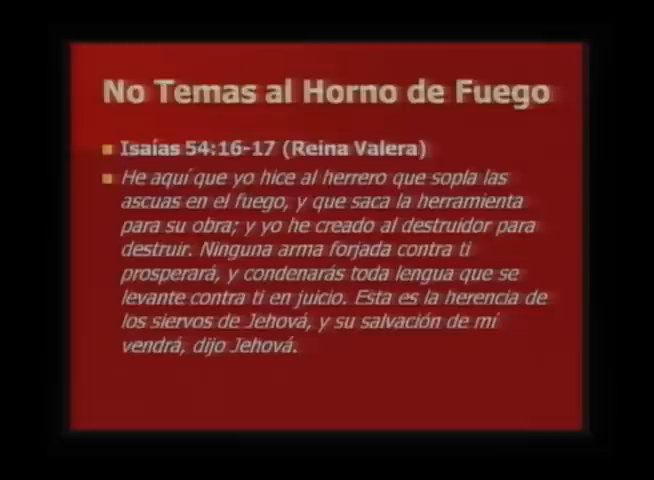 No Temas al Horno de Fuego
Isaías 54:16-17 (Reina Valera)
He aquí que yo hice al herrero que sopla las
ascuas en el fuego, y que saca la herramienta
para su obra; y yo he creado al destruidor para
destruir. Ninguna arma forjada contra ti
prosperará, y condenarás toda lengua que se
levante contra ti en juicio. Esta es la herencia de
los siervos de Jehová, y su salvación de mí
vendrá, dijo Jehová.